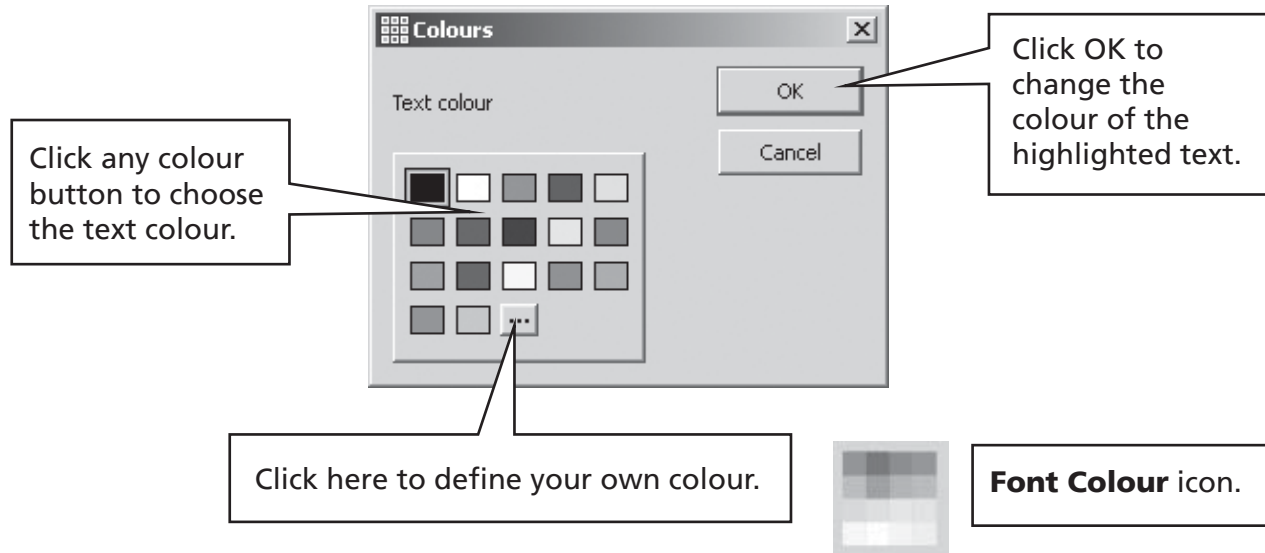 Colours
Text colour
OK
Cancel
Click OK to
change the
colour of the
highlighted text.
Click any colour
button to choose
the text colour.
...
Click here to define your own colour.
Font Colour icon.